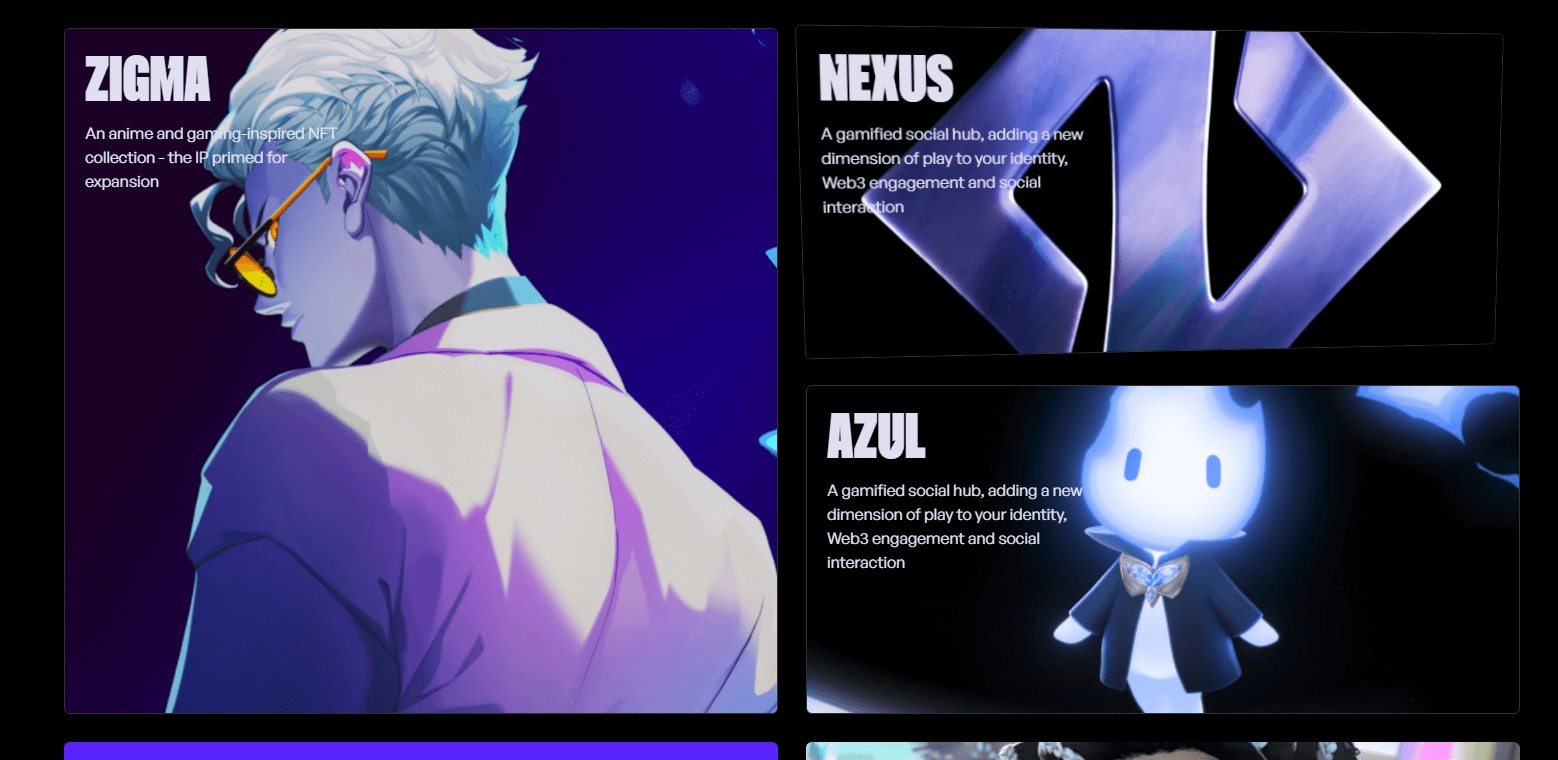 ZIGMA
An anime and gaming-inspired NFT
collection - the IP primed for
expansion
NEXUS
A gamified social hub, adding a new
dimension of play to your identity,
Web3 engagement and social
interaction
AZUL
A gamified social hub, adding a new
dimension of play to your identity,
Web3 engagement and social
interaction